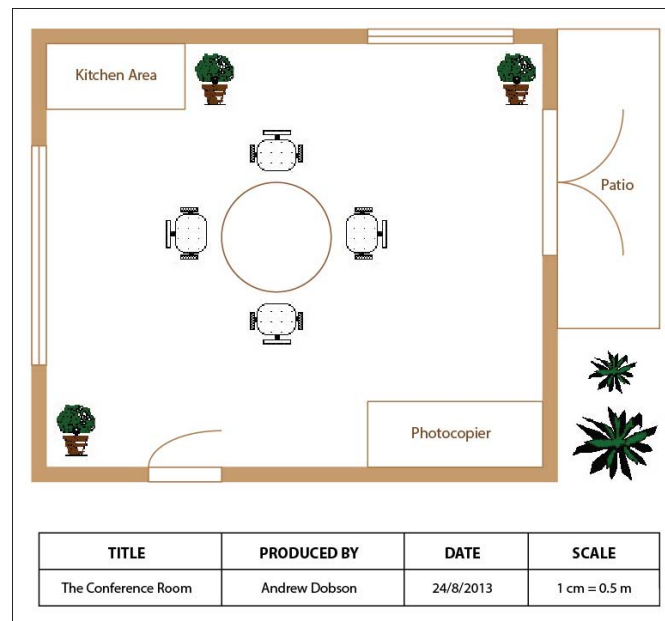 Kitchen Area
Patio
Photocopier
TITLE PRODUCED BY DATE SCALE
The Conference Room Andrew Dobson 24/8/2013 1 cm = 0.5 m